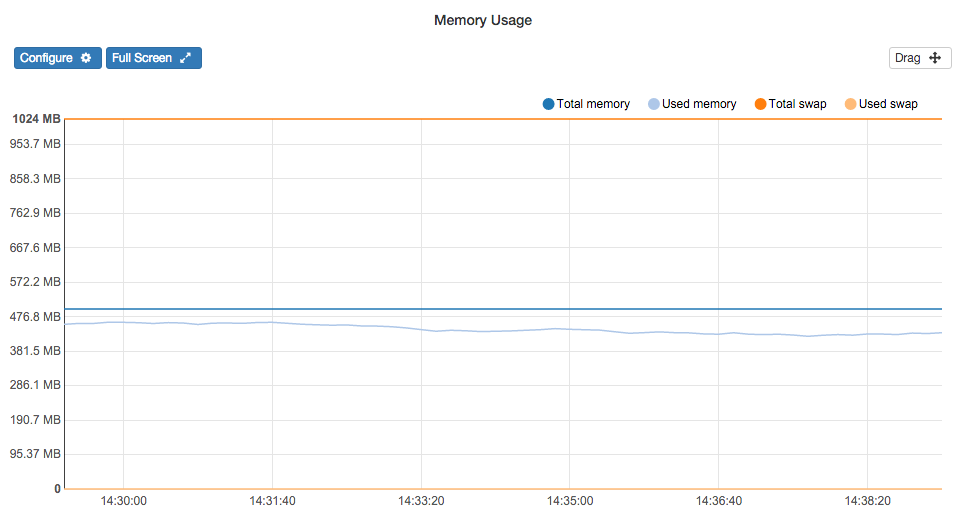 Memory Usage
Configure Full Screen Drag
Total memory Used memory Total swap Used swap
1024 MB
953.7 MB
858.3 MB
762.9 MB
667.6 MB
572.2 MB
476.8 MB
381.5 MB
286.1 MB
190.7 MB
95.37 MB
0
14:30:00 14:31:40 14:33:20 14:35:00 14:36:40 14:38:20